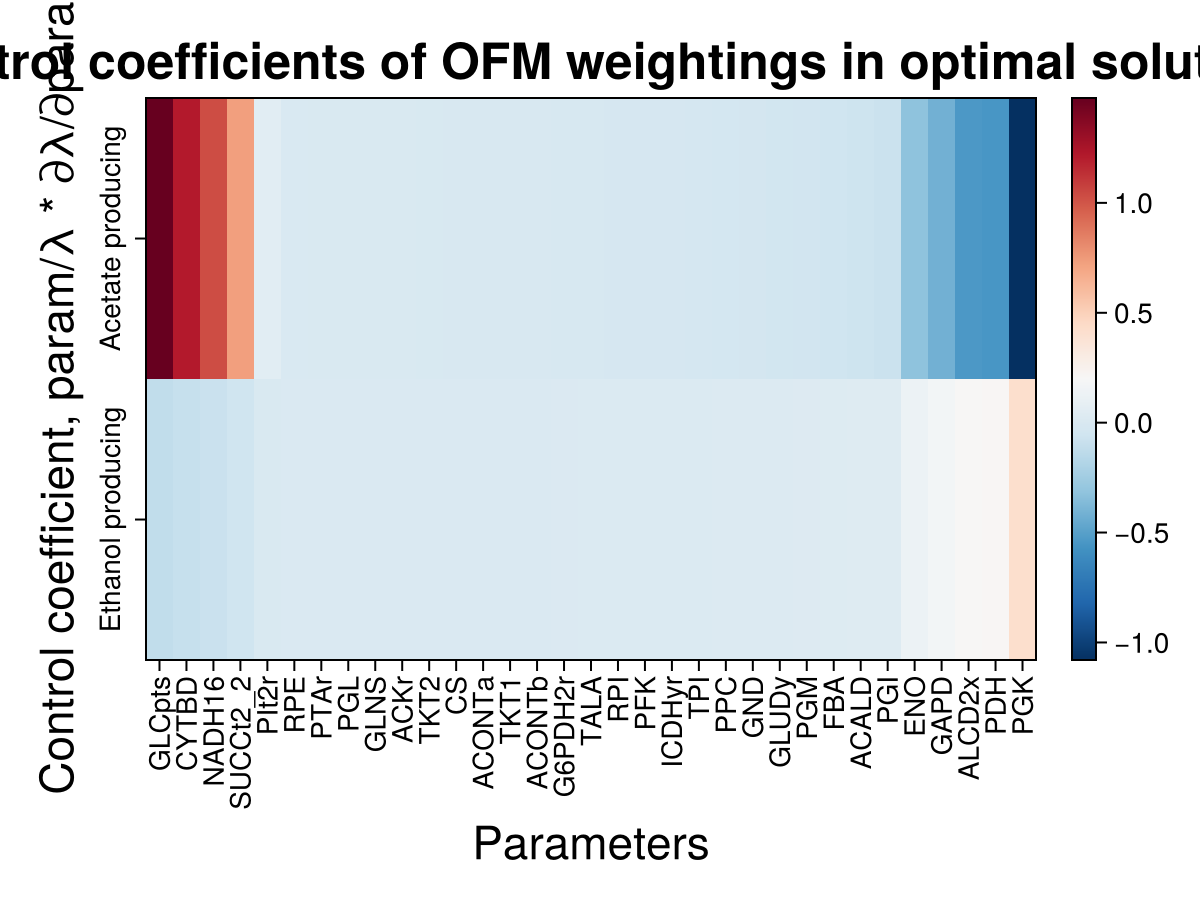 coefficients of OFM weightings in optimal
Control coefficient, param/λ * ∂λ/∂para
Acetate producing
Ethanol producing
1.0
0.5
0.0
−0.5
−1.0
GLCpts
CYTBD
NADH16
SUCCt2_2
PIt2r
RPE
PTAr
PGL
GLNS
ACKr
TKT2
CS
ACONTa
TKT1
ACONTb
G6PDH2r
TALA
RPI
PFK
ICDHyr
TPI
PPC
GND
GLUDy
PGM
FBA
ACALD
PGI
ENO
GAPD
ALCD2x
PDH
PGK
Parameters